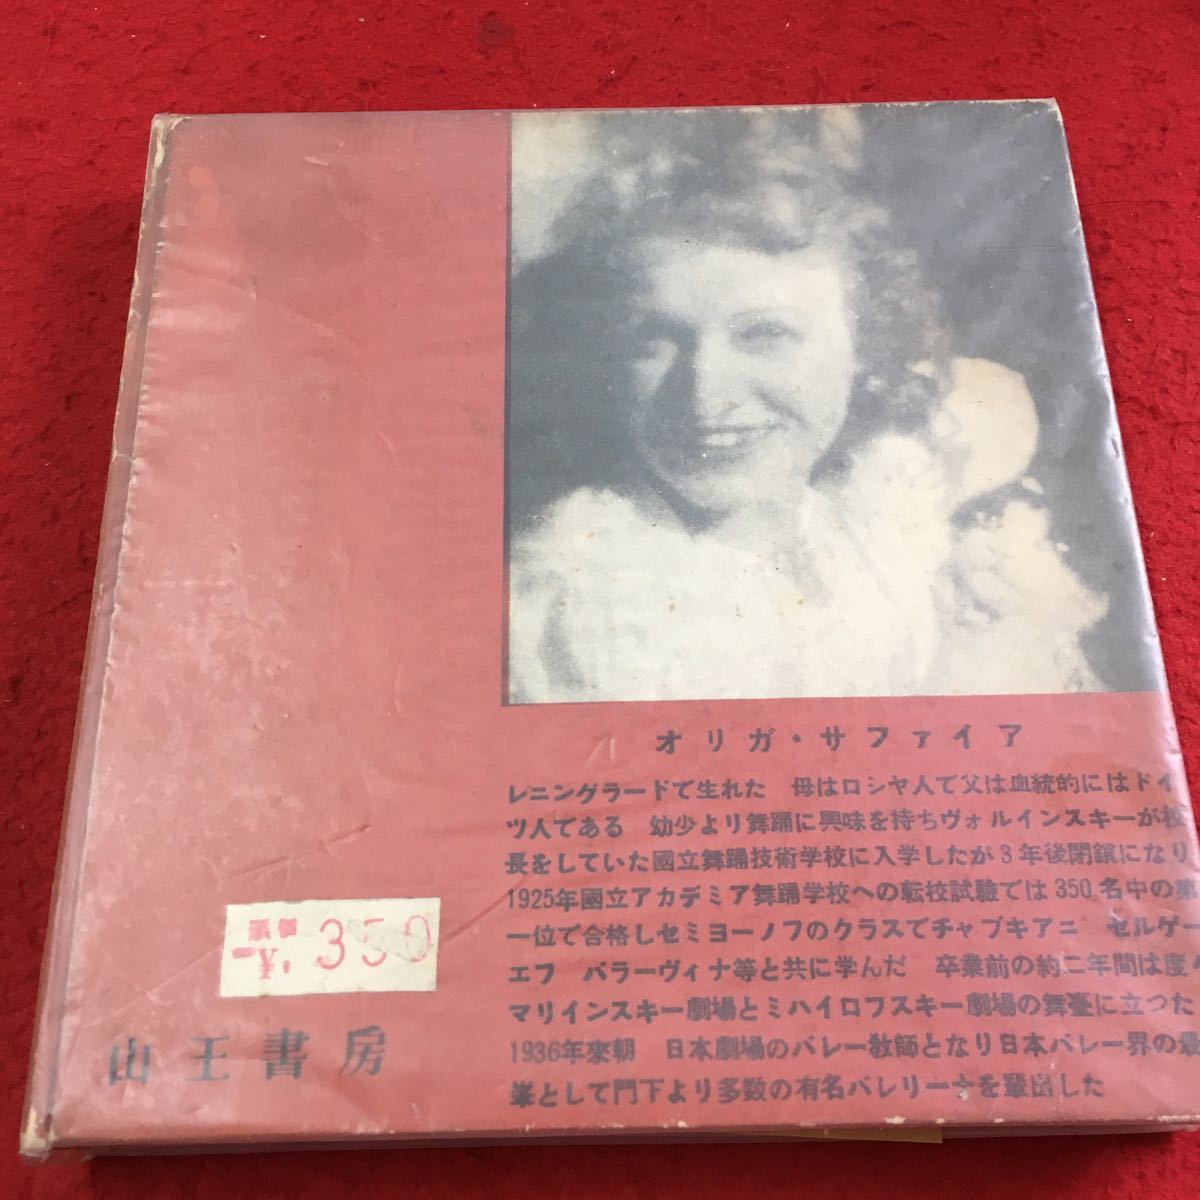 オリガ・サファイア
レニングラードで生れた 母はロシヤ人で父は血統的にはドイ
ツ人である 幼少より舞踊に興味を持ちヴォルインスキーが校
長をしていた國立舞踊技術学校に入学したが3年後閉鎖になり
1925年國立アカデミア舞踊学校への転校試驗では350名中の第
一位で合格しセミヨーノフのクラスでチャブキアニ セルゲー
エフ バラーヴィナ等と共に学んだ 卒業前の約二年間は度々
マリインスキー劇場とミハイロフスキー劇場の舞臺に立つた
1936年來朝 日本劇場のバレー教師となり日本バレー界の最
峯として門下より多数の有名バレリーナを輩出した
¥.350
山王書房